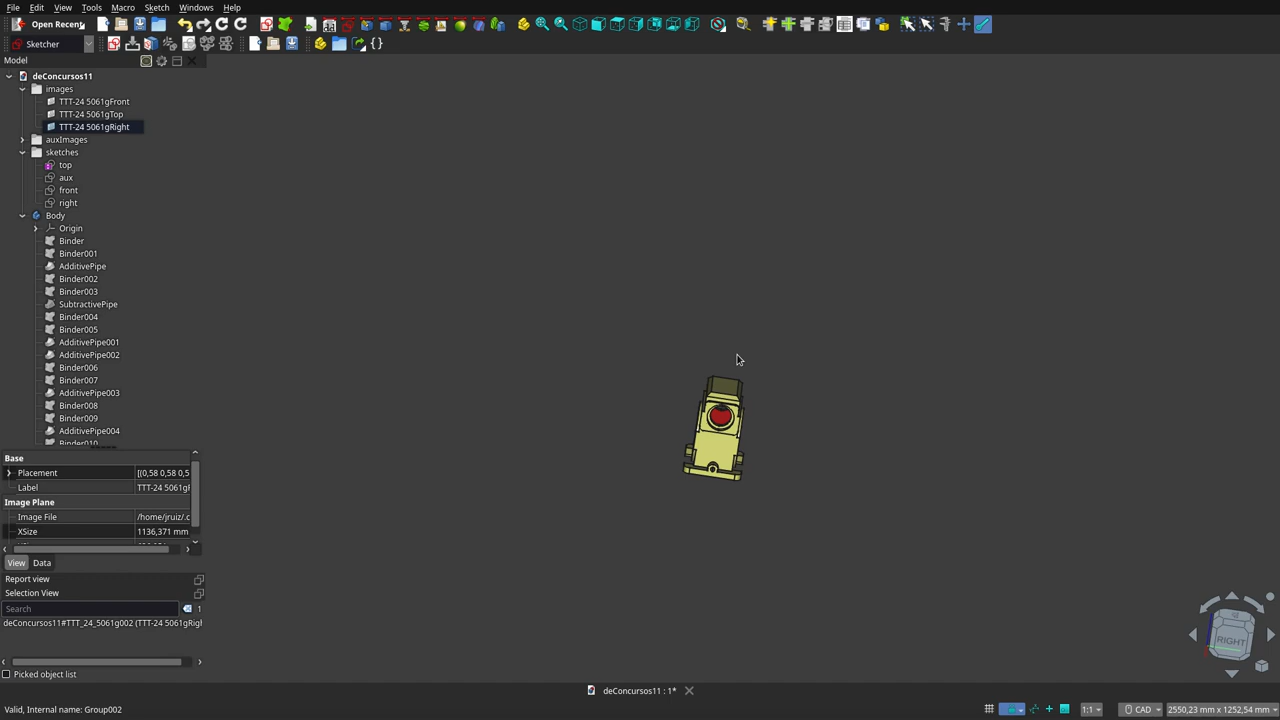 File Edit View Tools Macro Sketch Windows Help
Open Recent
Sketcher
{}
Model
deConcursos11
images
TTT-24 5061gFront
TTT-24 5061gTop
TTT-24 5061gRight
auxImages
sketches
top
aux
front
right
Body
Origin
Binder
Binder001
AdditivePipe
Binder002
Binder003
SubtractivePipe
Binder004
Binder005
AdditivePipe001
AdditivePipe002
Binder006
Binder007
AdditivePipe003
Binder008
Binder009
AdditivePipe004
Binder010
Base
Placement [(0,58 0,58 0,5
Label TTT-24 5061gF
Image Plane
Image File /home/jruiz/.c
XSize 1136,371 mm
View Data
Report view
Selection View
Search 1
deConcursos11#TTT_24_5061g002 (TTT-24 5061gRigh
Picked object list
RIGHT
deConcursos11 : 1*
Valid, Internal name: Group002
1:1 CAD 2550,23 mm x 1252,54 mm